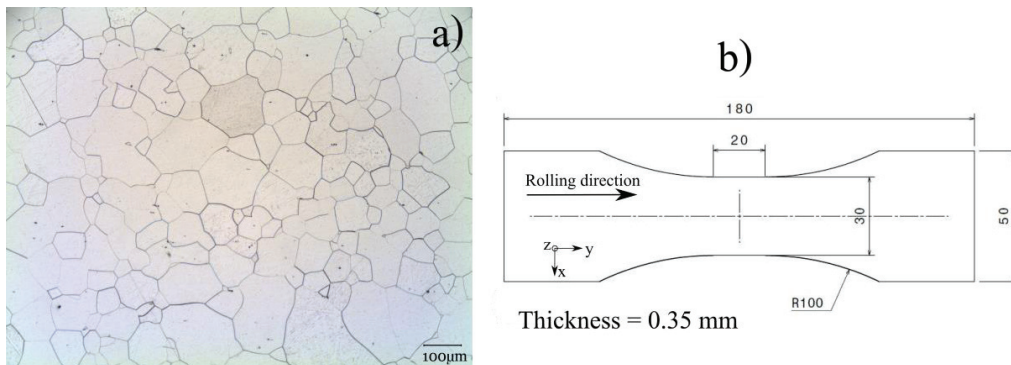 a)
100µm
b)
180
20
Rolling direction
30
50
z
y
x
R100
Thickness = 0.35 mm